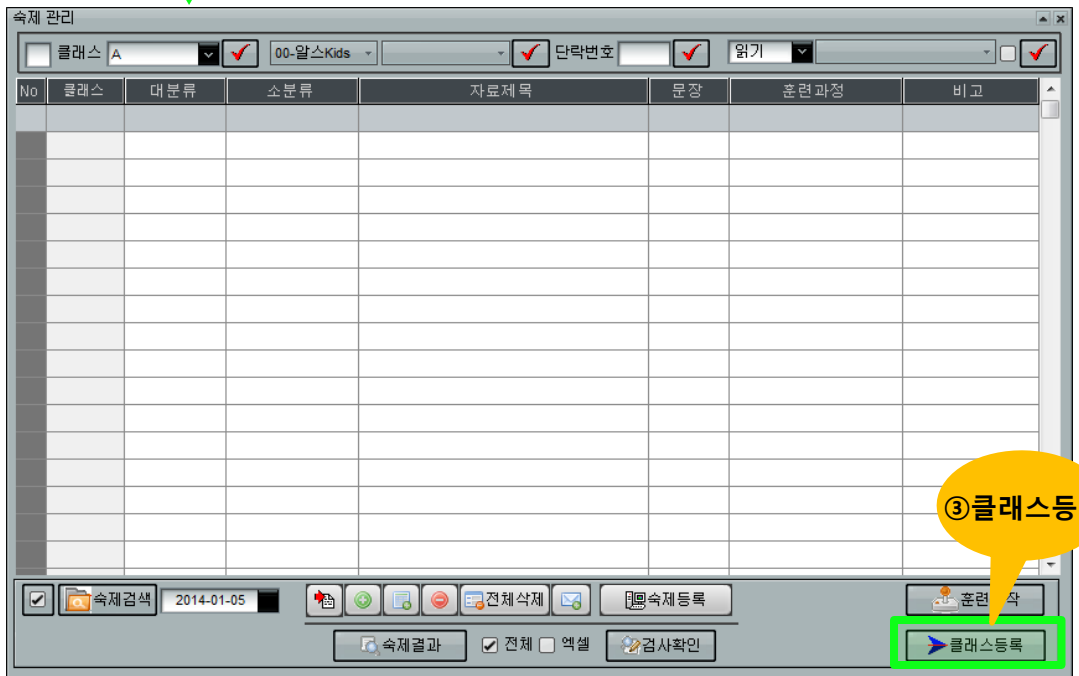 숙제 관리
클래스 A 00-알스Kids 단락번호 읽기
No 클래스 대분류 소분류 자료제목 문장 훈련과정 비고
③클래스등
숙제검색 2014-01-05 전체삭제 숙제등록 훈련 작
숙제결과 전체 엑셀 검사확인 클래스등록